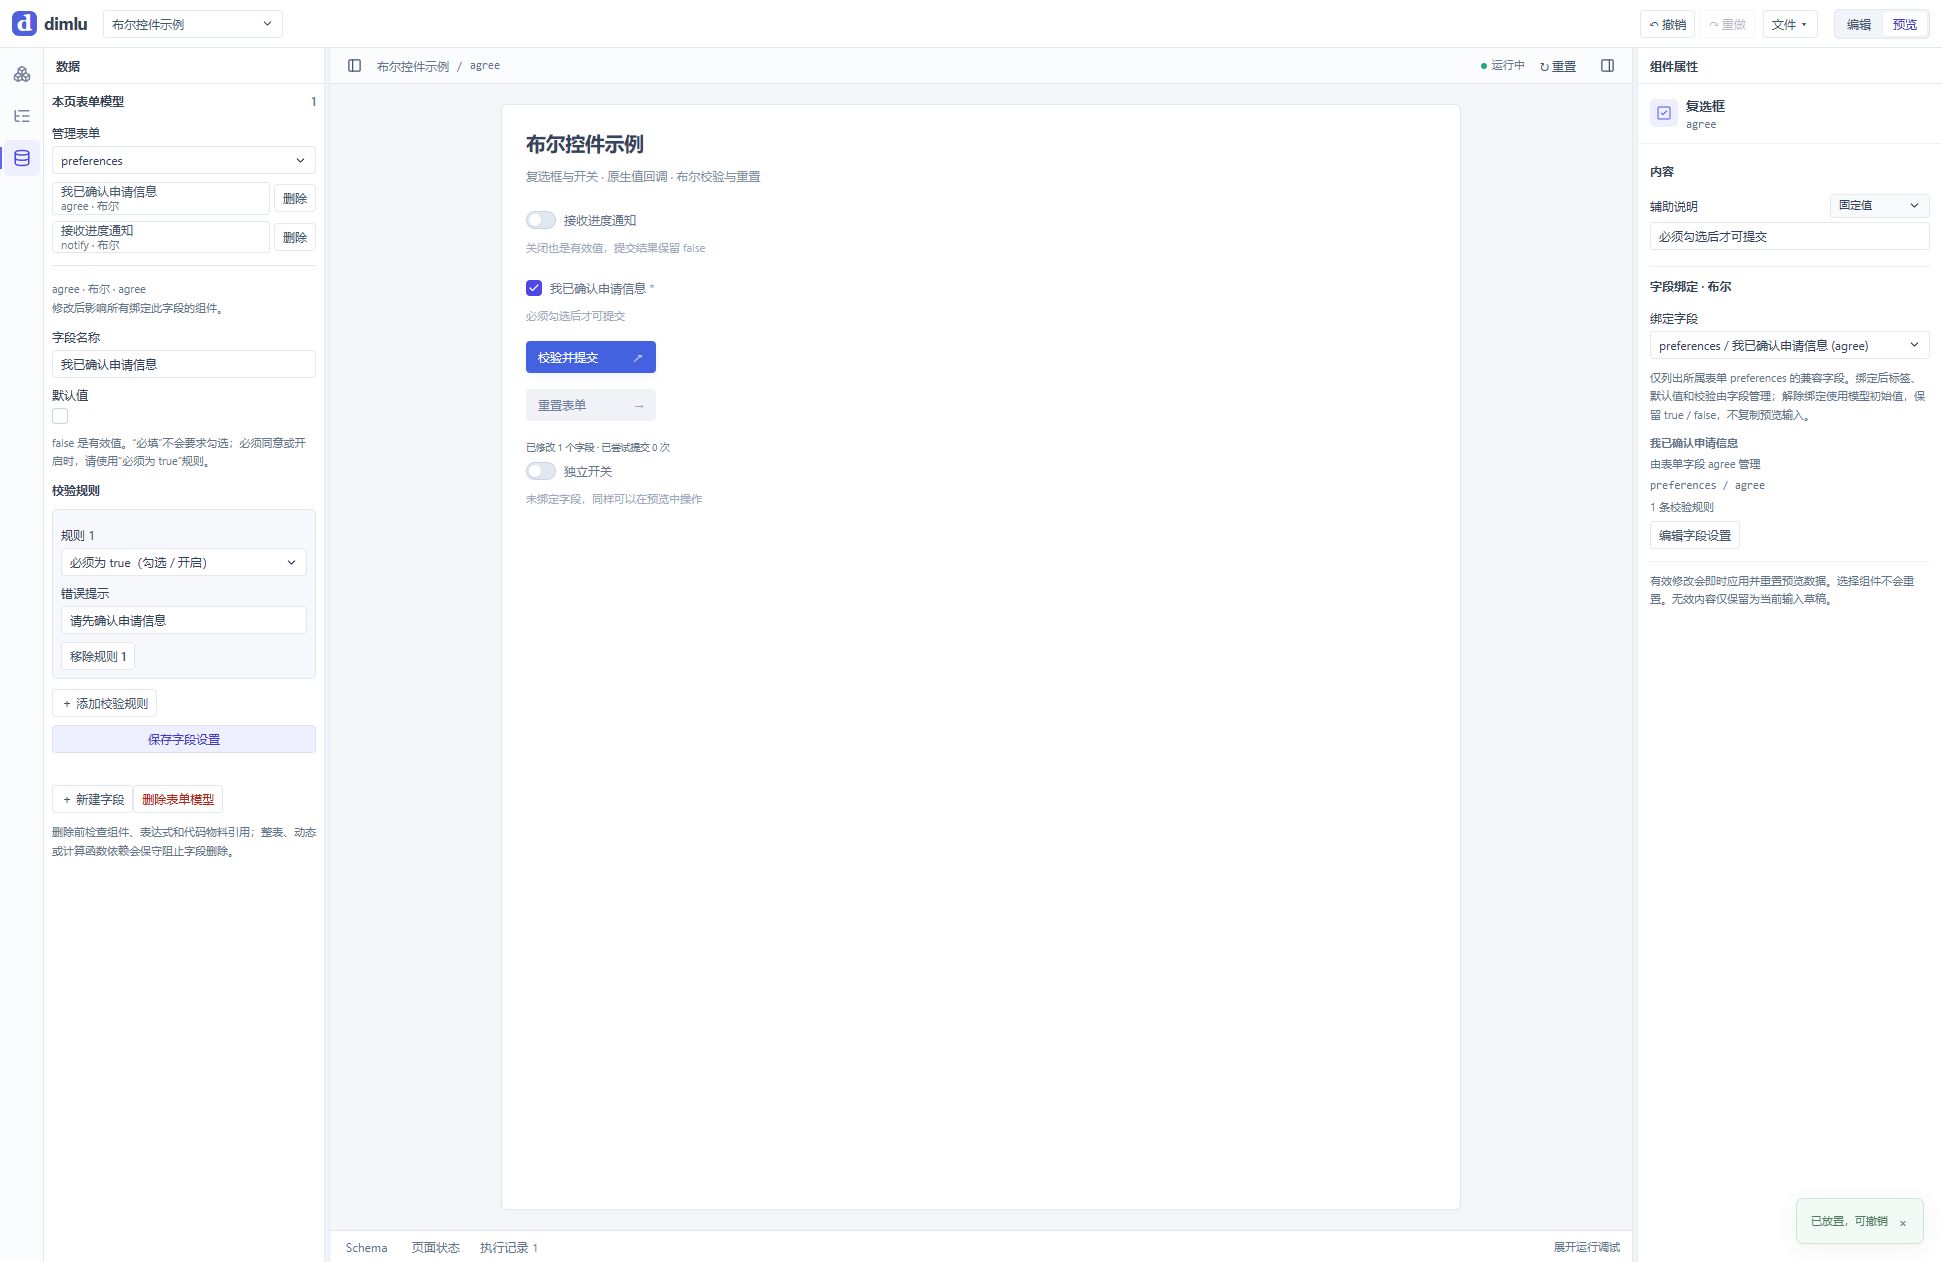 dimlu
布尔控件示例
撤销
重做
文件
编辑
预览
数据
本页表单模型 1
管理表单
preferences
我已确认申请信息
agree · 布尔
删除
接收进度通知
notify · 布尔
删除
agree · 布尔 · agree
修改后影响所有绑定此字段的组件。
字段名称
我已确认申请信息
默认值
false 是有效值。“必填”不会要求勾选；必须同意或开
启时，请使用“必须为 true”规则。
校验规则
规则 1
必须为 true（勾选 / 开启）
错误提示
请先确认申请信息
移除规则 1
+ 添加校验规则
保存字段设置
+ 新建字段
删除表单模型
删除前检查组件、表达式和代码物料引用；整表、动态
或计算函数依赖会保守阻止字段删除。
布尔控件示例 / agree
运行中
重置
布尔控件示例
复选框与开关 · 原生值回调 · 布尔校验与重置
接收进度通知
关闭也是有效值，提交结果保留 false
我已确认申请信息 *
必须勾选后才可提交
校验并提交 ↗
重置表单 →
已修改 1 个字段 · 已尝试提交 0 次
独立开关
未绑定字段，同样可以在预览中操作
Schema
页面状态
执行记录 1
展开运行调试
组件属性
复选框
agree
内容
辅助说明
固定值
必须勾选后才可提交
字段绑定 · 布尔
绑定字段
preferences / 我已确认申请信息 (agree)
仅列出所属表单 preferences 的兼容字段。绑定后标签、
默认值和校验由字段管理；解除绑定使用模型初始值，保
留 true / false，不复制预览输入。
我已确认申请信息
由表单字段 agree 管理
preferences / agree
1 条校验规则
编辑字段设置
有效修改会即时应用并重置预览数据。选择组件不会重
置。无效内容仅保留为当前输入草稿。
已放置，可撤销 ×